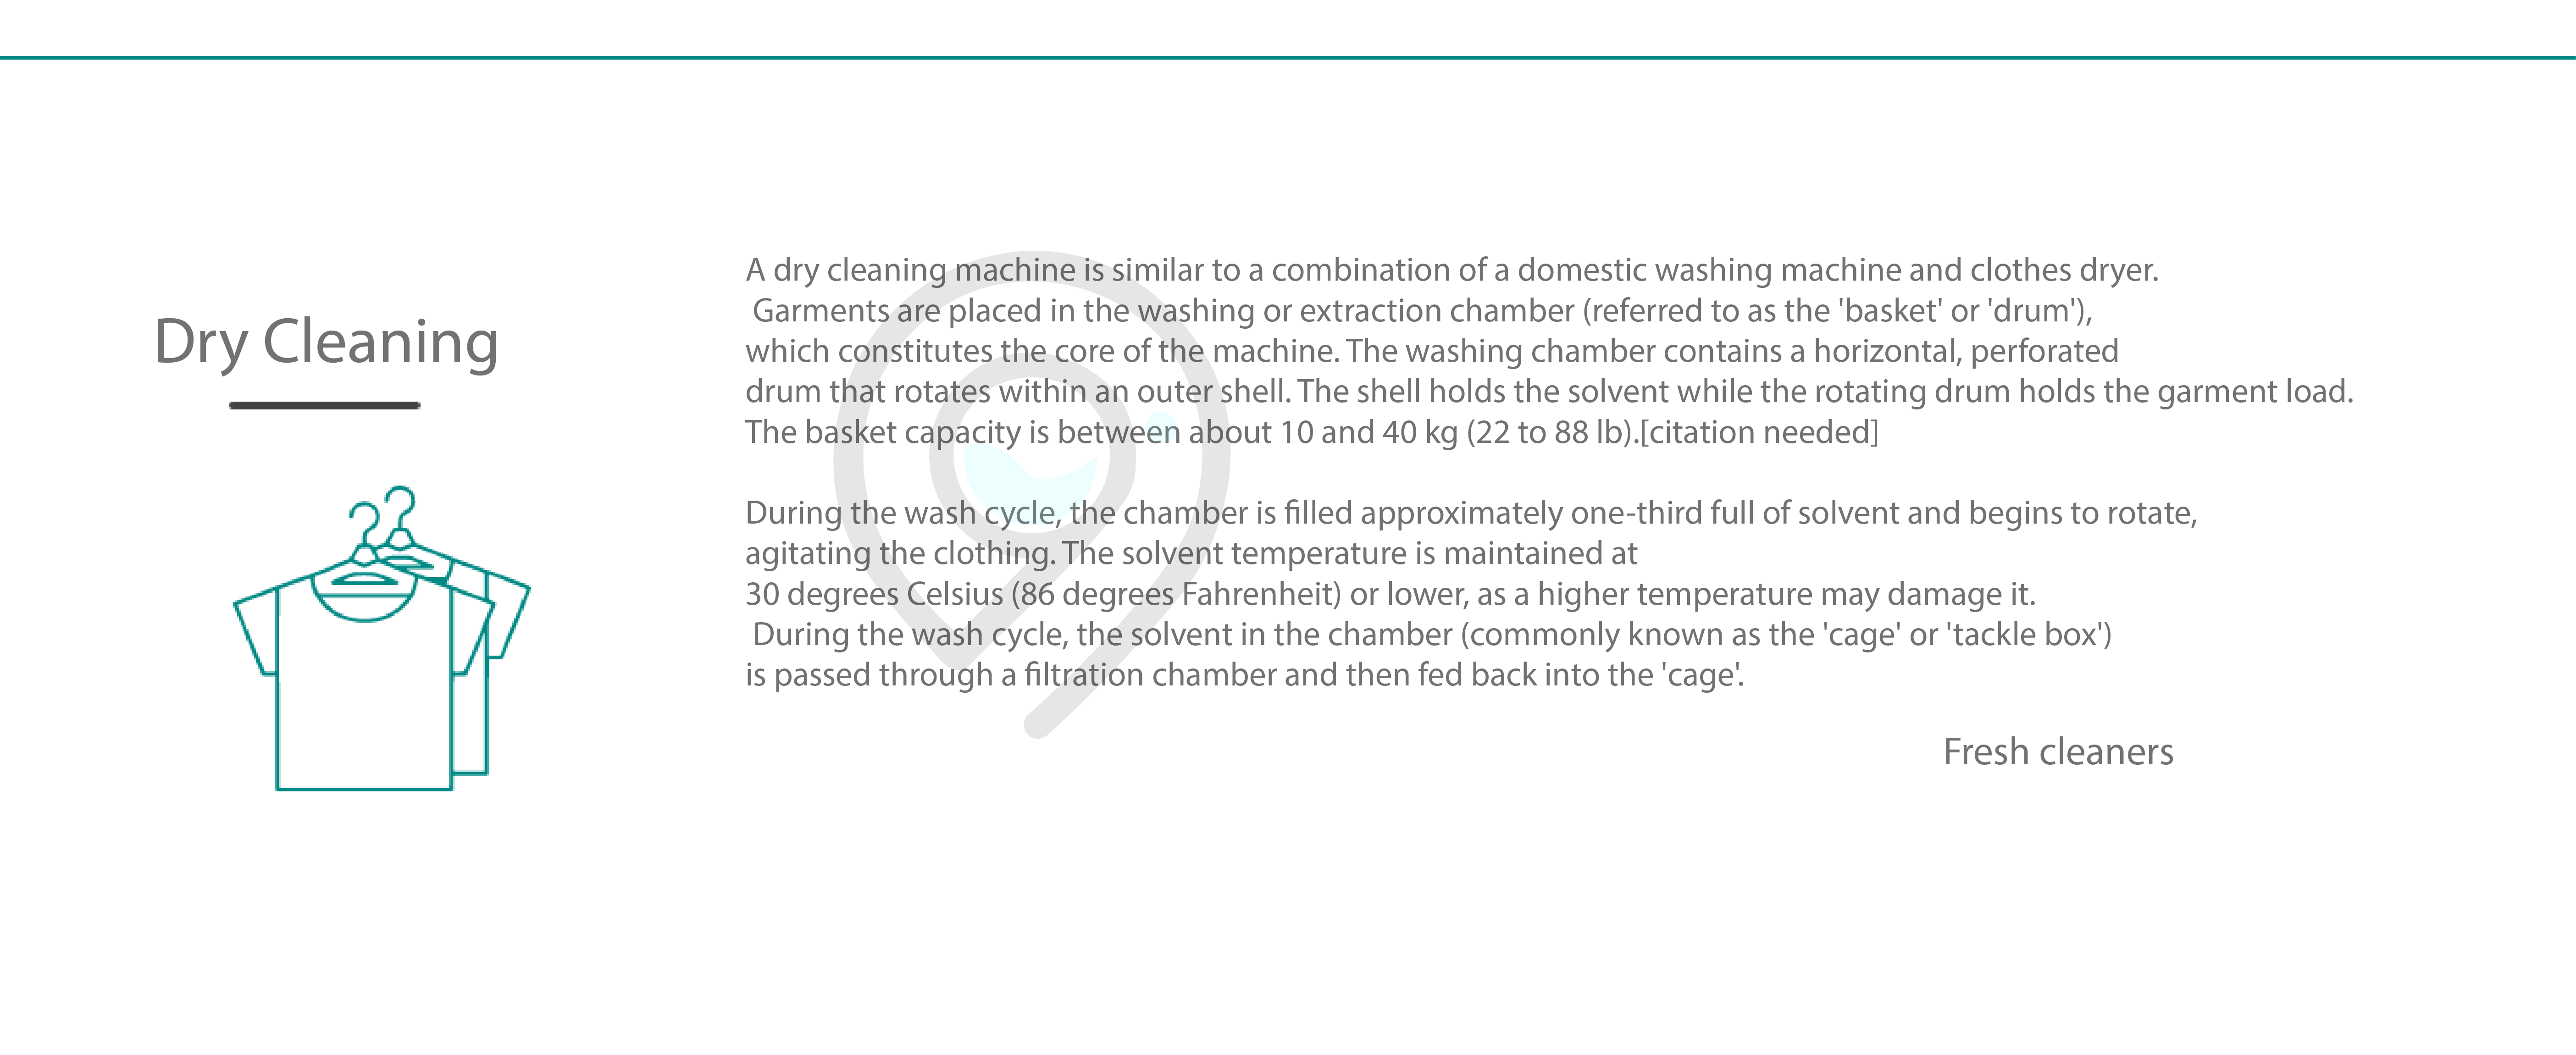 Dry Cleaning
A dry cleaning machine is similar to a combination of a domestic washing machine and clothes dryer.
Garments are placed in the washing or extraction chamber (referred to as the 'basket' or 'drum'),
which constitutes the core of the machine. The washing chamber contains a horizontal, perforated
drum that rotates within an outer shell. The shell holds the solvent while the rotating drum holds the garment load.
The basket capacity is between about 10 and 40 kg (22 to 88 lb).[citation needed]
During the wash cycle, the chamber is filled approximately one-third full of solvent and begins to rotate,
agitating the clothing. The solvent temperature is maintained at
30 degrees Celsius (86 degrees Fahrenheit) or lower, as a higher temperature may damage it.
During the wash cycle, the solvent in the chamber (commonly known as the 'cage' or 'tackle box')
is passed through a filtration chamber and then fed back into the 'cage'.
Fresh cleaners